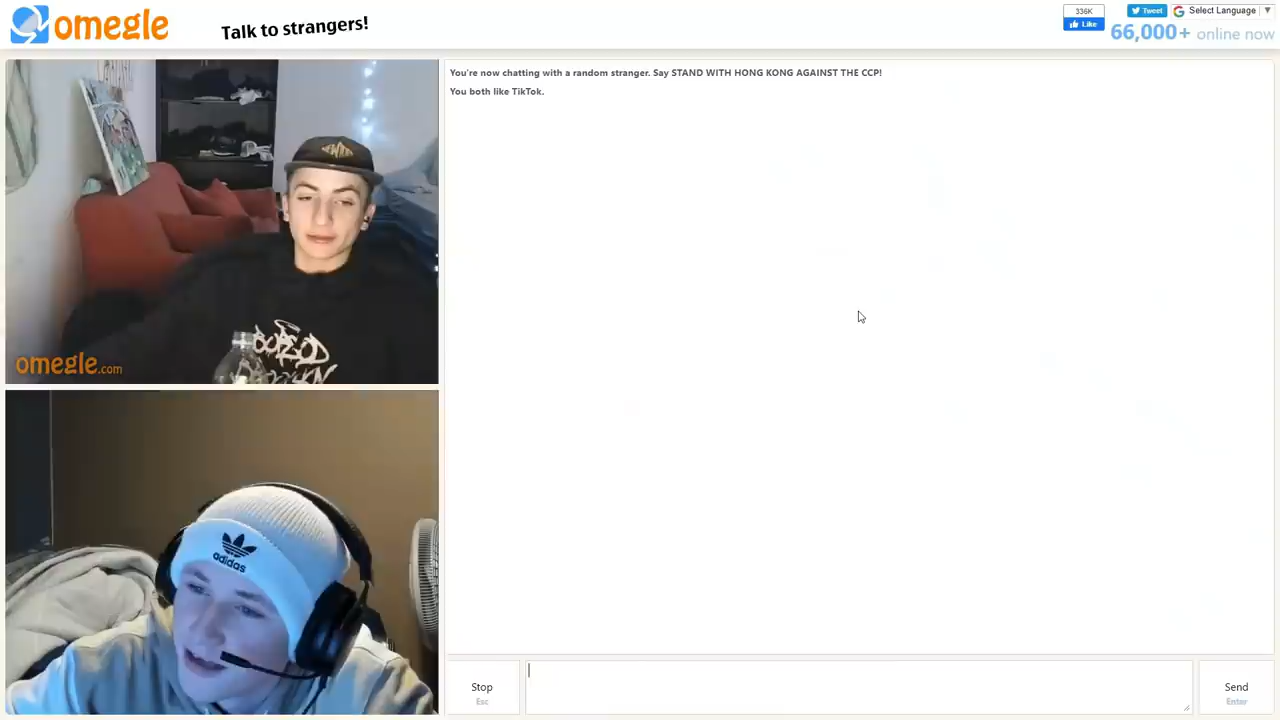 omegle
Talk to strangers!
336K
Like
Tweet
Select Language
66,000+ online now
You're now chatting with a random stranger. Say STAND WITH HONG KONG AGAINST THE CCP!
You both like TikTok.
omegle.com
adidas
Stop
Esc
Send
Enter